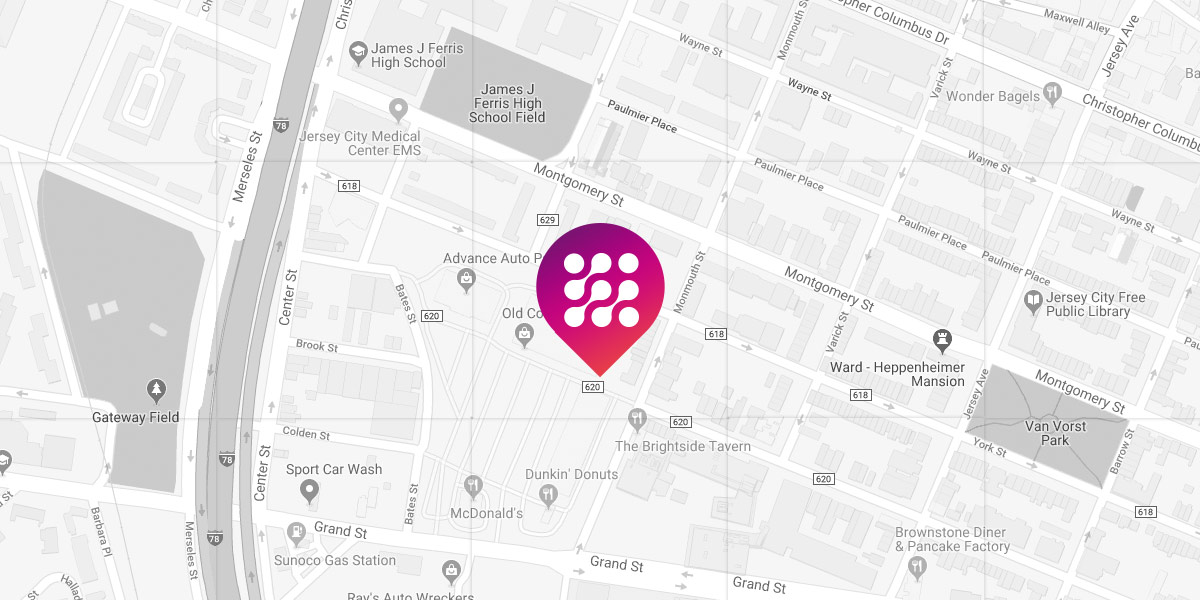 Christopher Columbus Dr
Maxwell Alley
Jersey Ave
Monmouth St
Wayne St
James J Ferris
High School
James J
Ferris High
School Field
Wayne St
Varick St
Wonder Bagels
Christopher Columbu
Paulmier Place
78
Jersey City Medical
Center EMS
Merseles St
Wayne St
Paulmier Place
618
Montgomery St
Wayne St
629
Paulmier Place
Paulmier Place
Advance Auto P
Monmouth St
Montgomery St
Center St
Bates St
620
Old Co
Jersey City Free
Public Library
Varick St
618
Brook St
Ward - Heppenheimer
Mansion
620
618
Jersey Ave
Montgomery St
Gateway Field
620
Van Vorst
Park
Colden St
The Brightside Tavern
York St
Barrow St
78
Center St
Sport Car Wash
Dunkin' Donuts
620
Bates St
McDonald's
618
Barbara Pl
Merseles St
78
Grand St
Sunoco Gas Station
Grand St
Brownstone Diner
& Pancake Factory
Grand St
Ray's Auto Wreckers